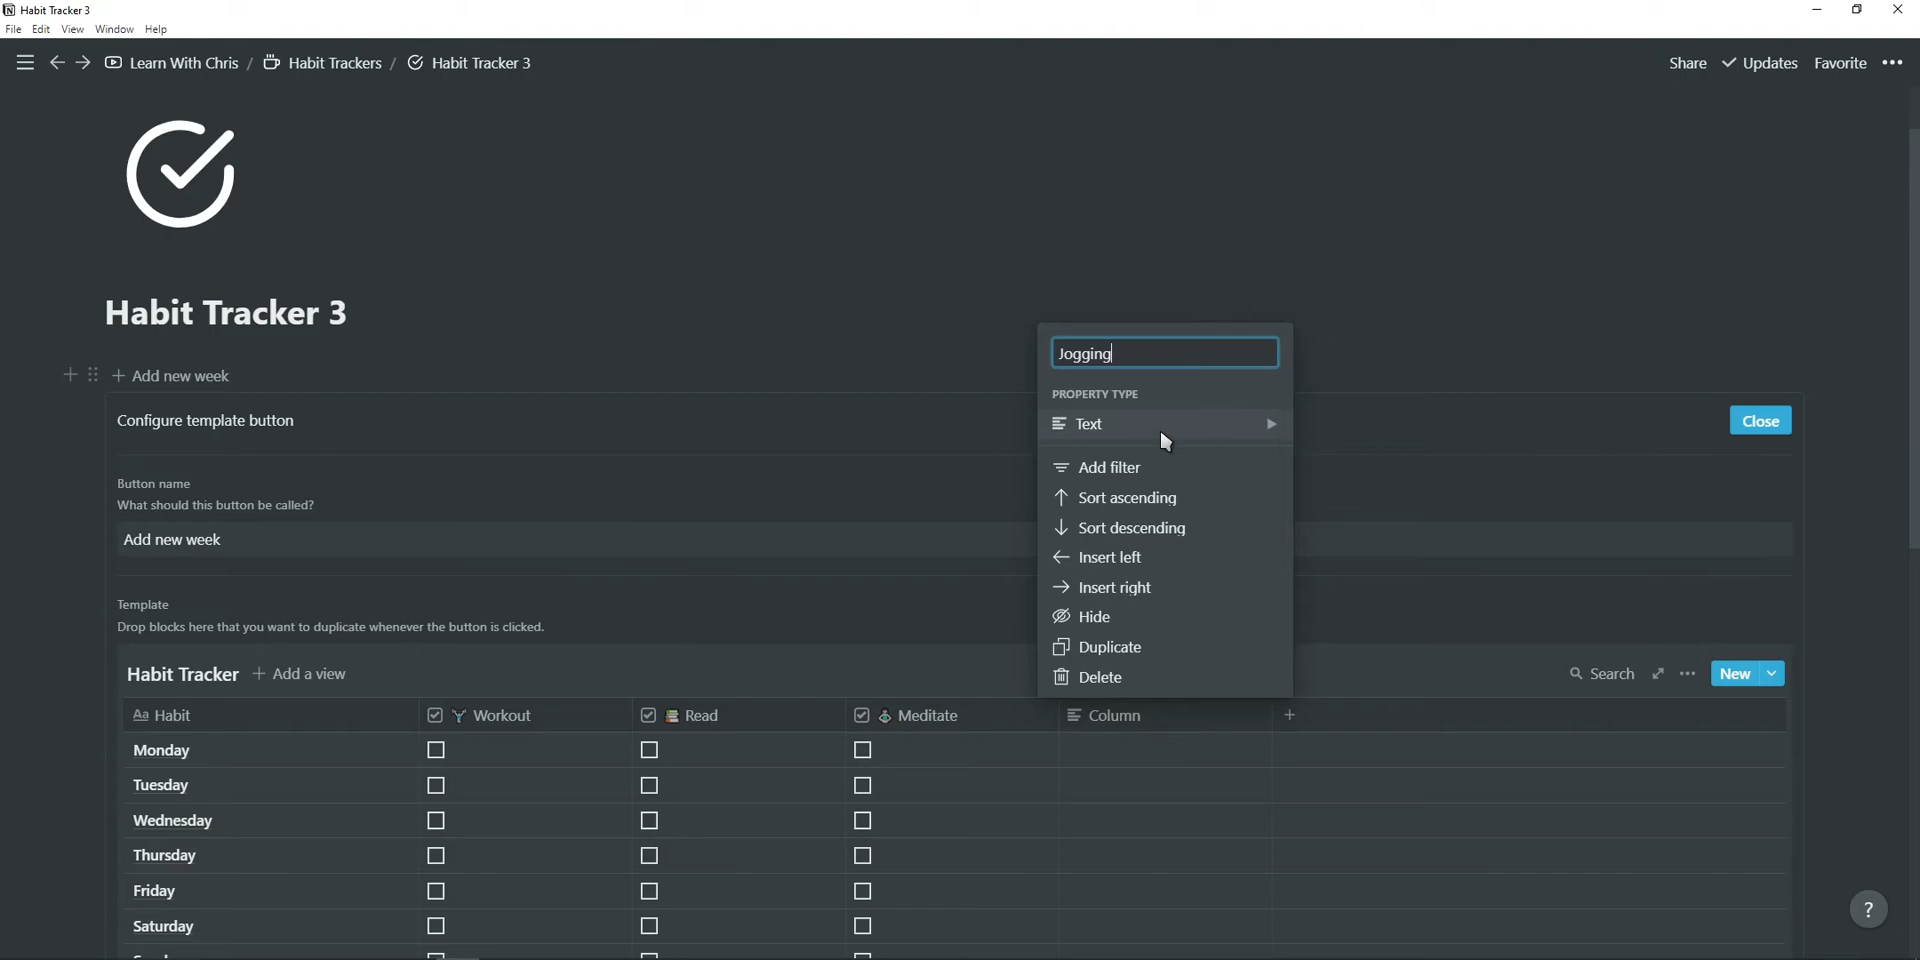 Habit Tracker 3
File Edit View Window Help
Learn With Chris / Habit Trackers / Habit Tracker 3
Share Updates Favorite
Habit Tracker 3
+ Add new week
Configure template button
Close
Button name
What should this button be called?
Add new week
Template
Drop blocks here that you want to duplicate whenever the button is clicked.
Jogging
PROPERTY TYPE
Text
Add filter
Sort ascending
Sort descending
Insert left
Insert right
Hide
Duplicate
Delete
Habit Tracker + Add a view
Search New
Aa Habit Workout Read Meditate Column +
Monday
Tuesday
Wednesday
Thursday
Friday
Saturday
?